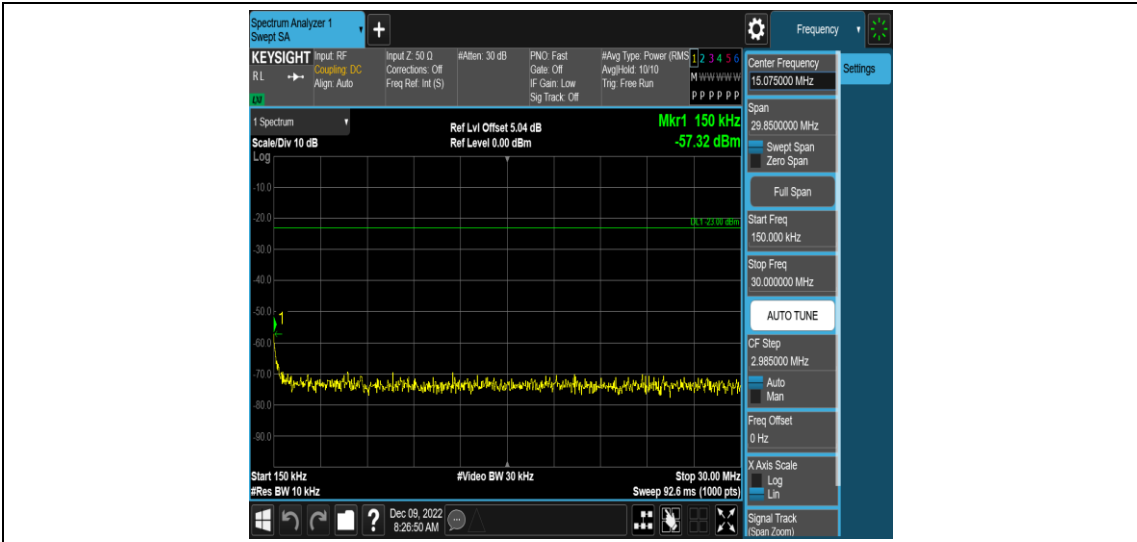 Spectrum Analyzer 1
Swept SA
+
Frequency
KEYSIGHT
RL
LXI
Input: RF
Coupling: DC
Align: Auto
Input Z: 50 Ω
Corrections: Off
Freq Ref: Int (S)
#Atten: 30 dB
PNO: Fast
Gate: Off
IF Gain: Low
Sig Track: Off
#Avg Type: Power (RMS
Avg|Hold: 10/10
Trig: Free Run
1 2 3 4 5 6
M W W W W W
P P P P P P
1 Spectrum
Scale/Div 10 dB
Log
Ref Lvl Offset 5.04 dB
Ref Level 0.00 dBm
Mkr1 150 kHz
-57.32 dBm
-10.0
-20.0
DL1 -23.00 dBm
-30.0
-40.0
-50.0
1
-60.0
-70.0
-80.0
-90.0
Start 150 kHz
#Res BW 10 kHz
#Video BW 30 kHz
Stop 30.00 MHz
Sweep 92.6 ms (1000 pts)
Center Frequency
15.075000 MHz
Settings
Span
29.8500000 MHz
Swept Span
Zero Span
Full Span
Start Freq
150.000 kHz
Stop Freq
30.000000 MHz
AUTO TUNE
CF Step
2.985000 MHz
Auto
Man
Freq Offset
0 Hz
X Axis Scale
Log
Lin
Signal Track
(Span Zoom)
?
Dec 09, 2022
8:26:50 AM